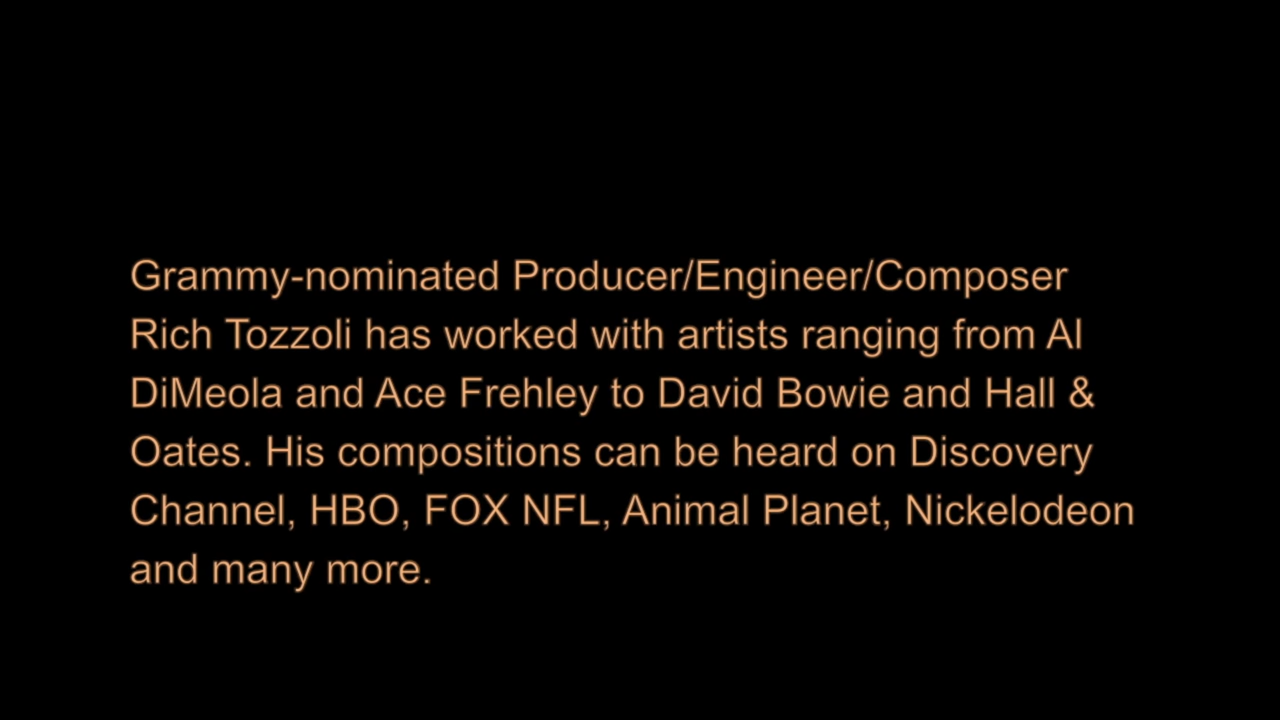 Grammy-nominated Producer/Engineer/Composer
Rich Tozzoli has worked with artists ranging from Al
DiMeola and Ace Frehley to David Bowie and Hall &
Oates. His compositions can be heard on Discovery
Channel, HBO, FOX NFL, Animal Planet, Nickelodeon
and many more.